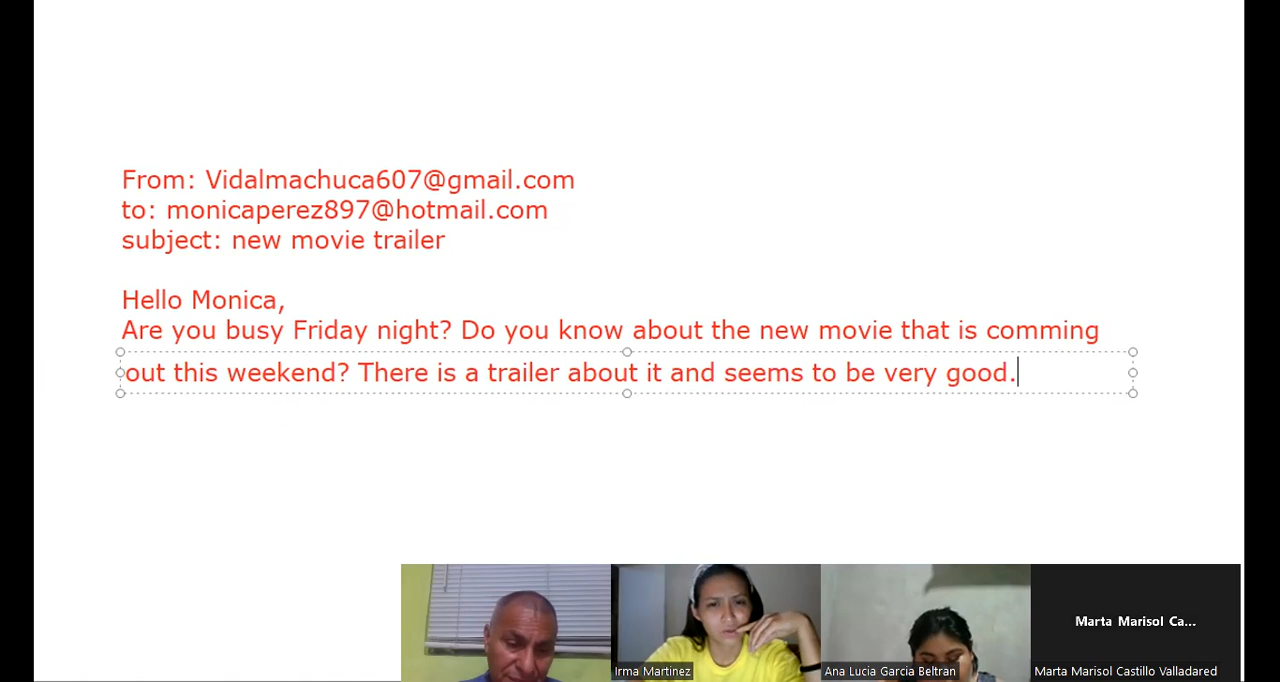 From: Vidalmachuca607@gmail.com
to: monicaperez897@hotmail.com
subject: new movie trailer
Hello Monica,
Are you busy Friday night? Do you know about the new movie that is comming
out this weekend? There is a trailer about it and seems to be very good.
Marta Marisol Ca...
Irma Martinez
Ana Lucia Garcia Beltran
Marta Marisol Castillo Valladared